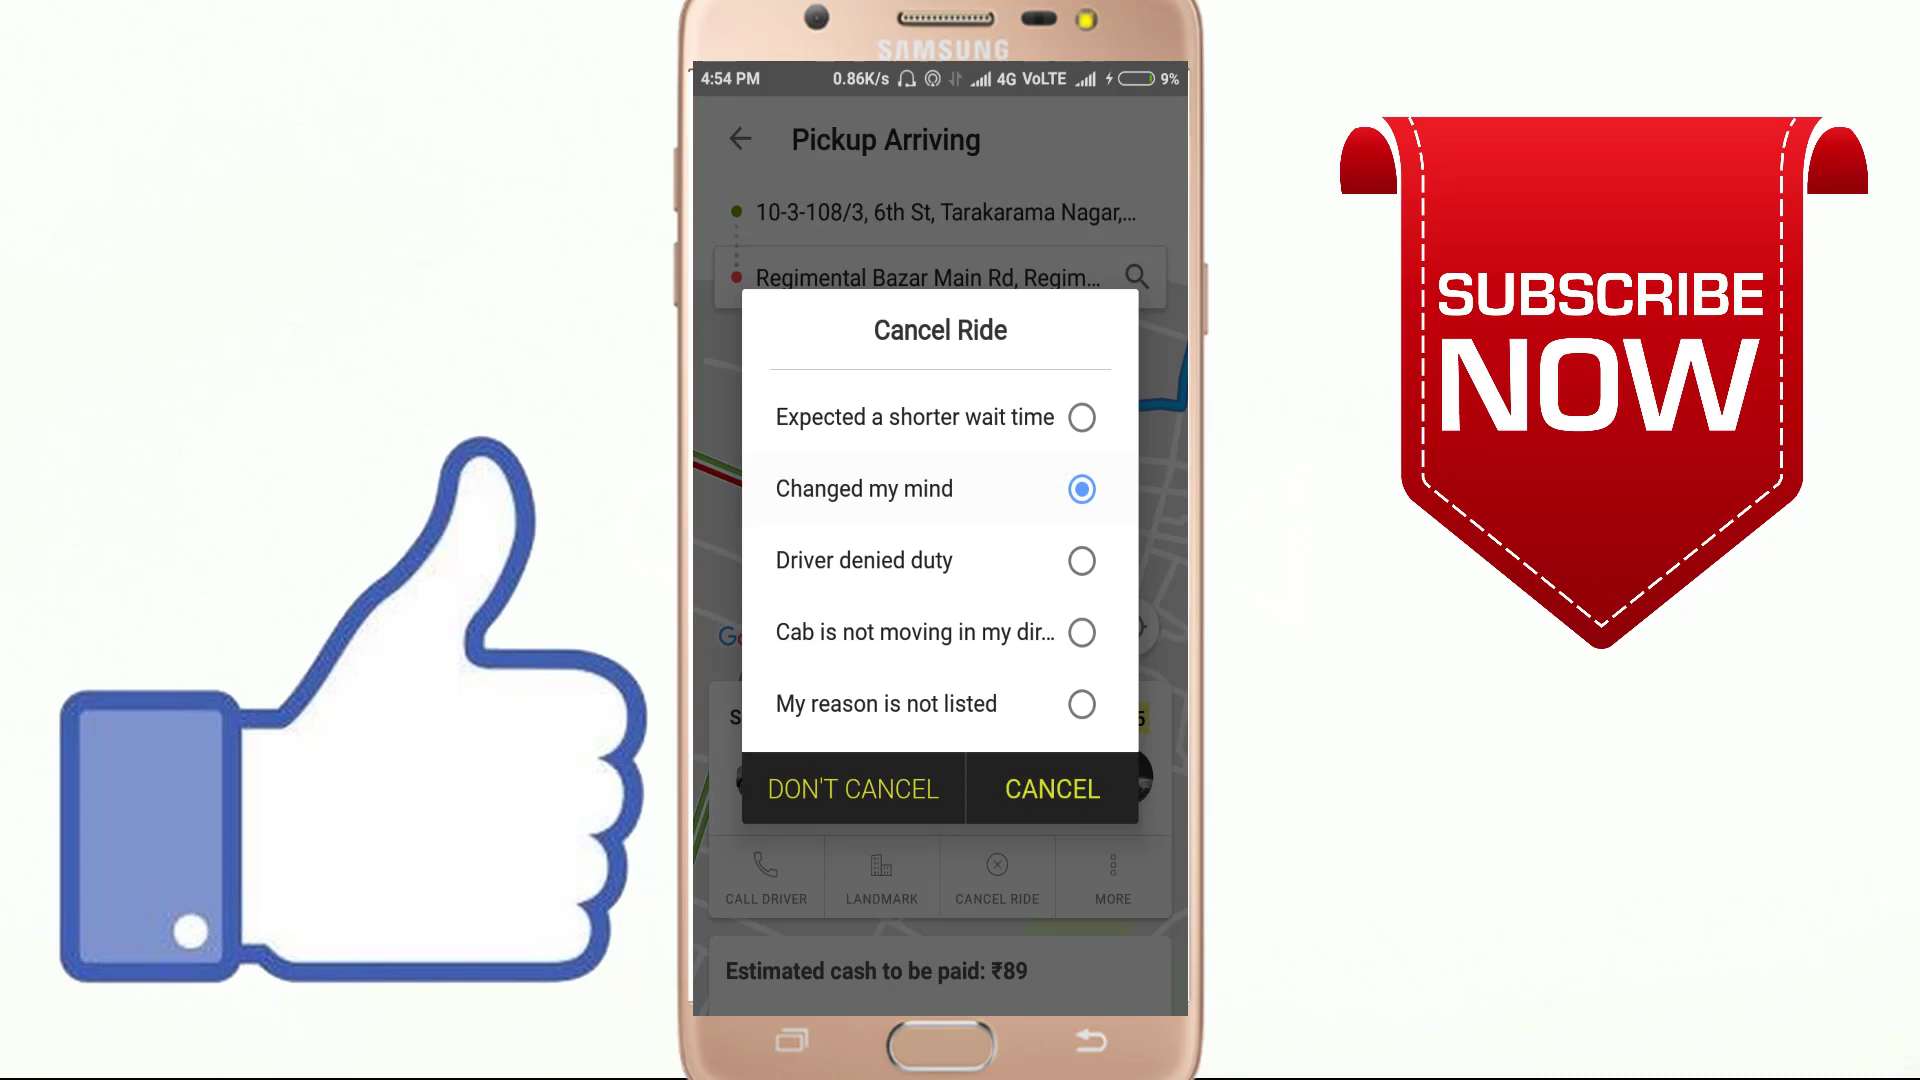 SAMSUNG
4:54 PM 0.86K/s 4G VoLTE 9%
Pickup Arriving
10-3-108/3, 6th St, Tarakarama Nagar,...
Regimental Bazar Main Rd, Regim...
Cancel Ride
Expected a shorter wait time
Changed my mind
Driver denied duty
Cab is not moving in my dir...
My reason is not listed
DON'T CANCEL CANCEL
CALL DRIVER LANDMARK CANCEL RIDE MORE
Estimated cash to be paid: ₹89
SUBSCRIBE
NOW